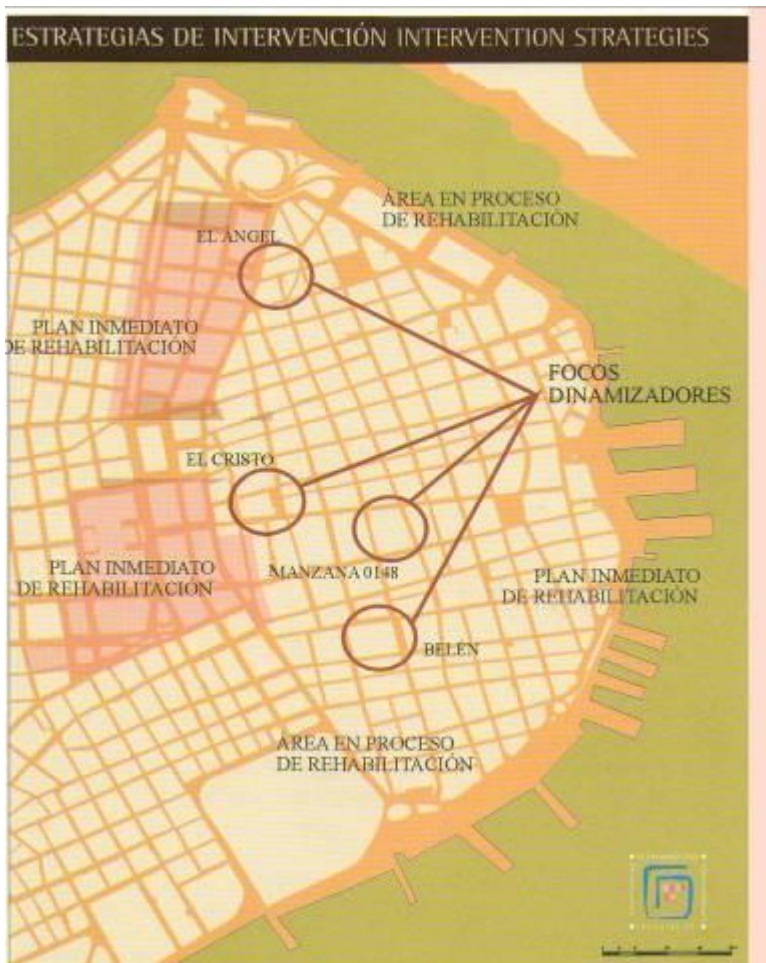 ESTRATEGIAS DE INTERVENCIÓN INTERVENTION STRATEGIES
ÁREA EN PROCESO
DE REHABILITACIÓN
EL ÁNGEL
PLAN INMEDIATO
DE REHABILITACIÓN
FOCOS
DINAMIZADORES
EL CRISTO
PLAN INMEDIATO
DE REHABILITACIÓN
MANZANA 0148
PLAN INMEDIATO
DE REHABILITACIÓN
BELÉN
ÁREA EN PROCESO
DE REHABILITACIÓN